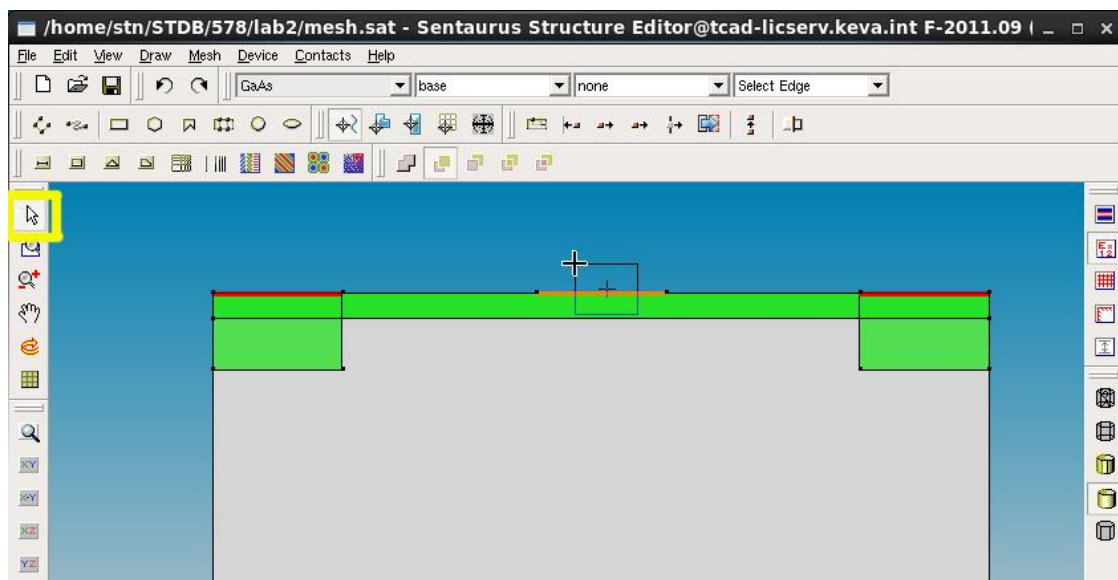 /home/stn/STDB/578/lab2/mesh.sat - Sentaurus Structure Editor@tcad-licserv.keva.int F-2011.09 (
File Edit View Draw Mesh Device Contacts Help
GaAs base none Select Edge
XY
YZ
XZ
YZ